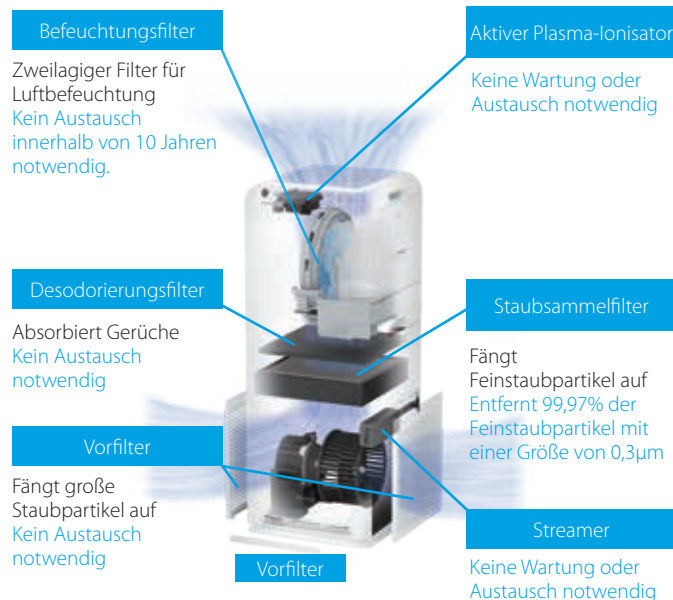 Befeuchtungsfilter
Zweilagiger Filter für
Luftbefeuchtung
Kein Austausch
innerhalb von 10 Jahren
notwendig.
Aktiver Plasma-Ionisator
Keine Wartung oder
Austausch notwendig
Desodorierungsfilter
Absorbiert Gerüche
Kein Austausch
notwendig
Staubsammelfilter
Fängt
Feinstaubpartikel auf
Entfernt 99,97% der
Feinstaubpartikel mit
einer Größe von 0,3µm
Vorfilter
Fängt große
Staubpartikel auf
Kein Austausch
notwendig
Vorfilter
Streamer
Keine Wartung oder
Austausch notwendig